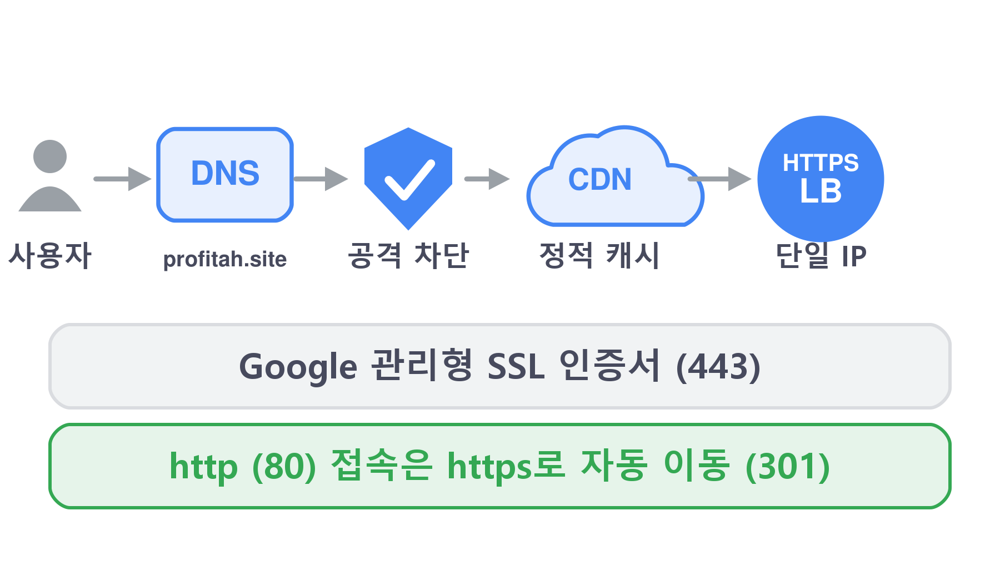 DNS
CDN
HTTPS
LB
사용자
profitah.site
공격 차단
정적 캐시
단일 IP
Google 관리형 SSL 인증서 (443)
http (80) 접속은 https로 자동 이동 (301)